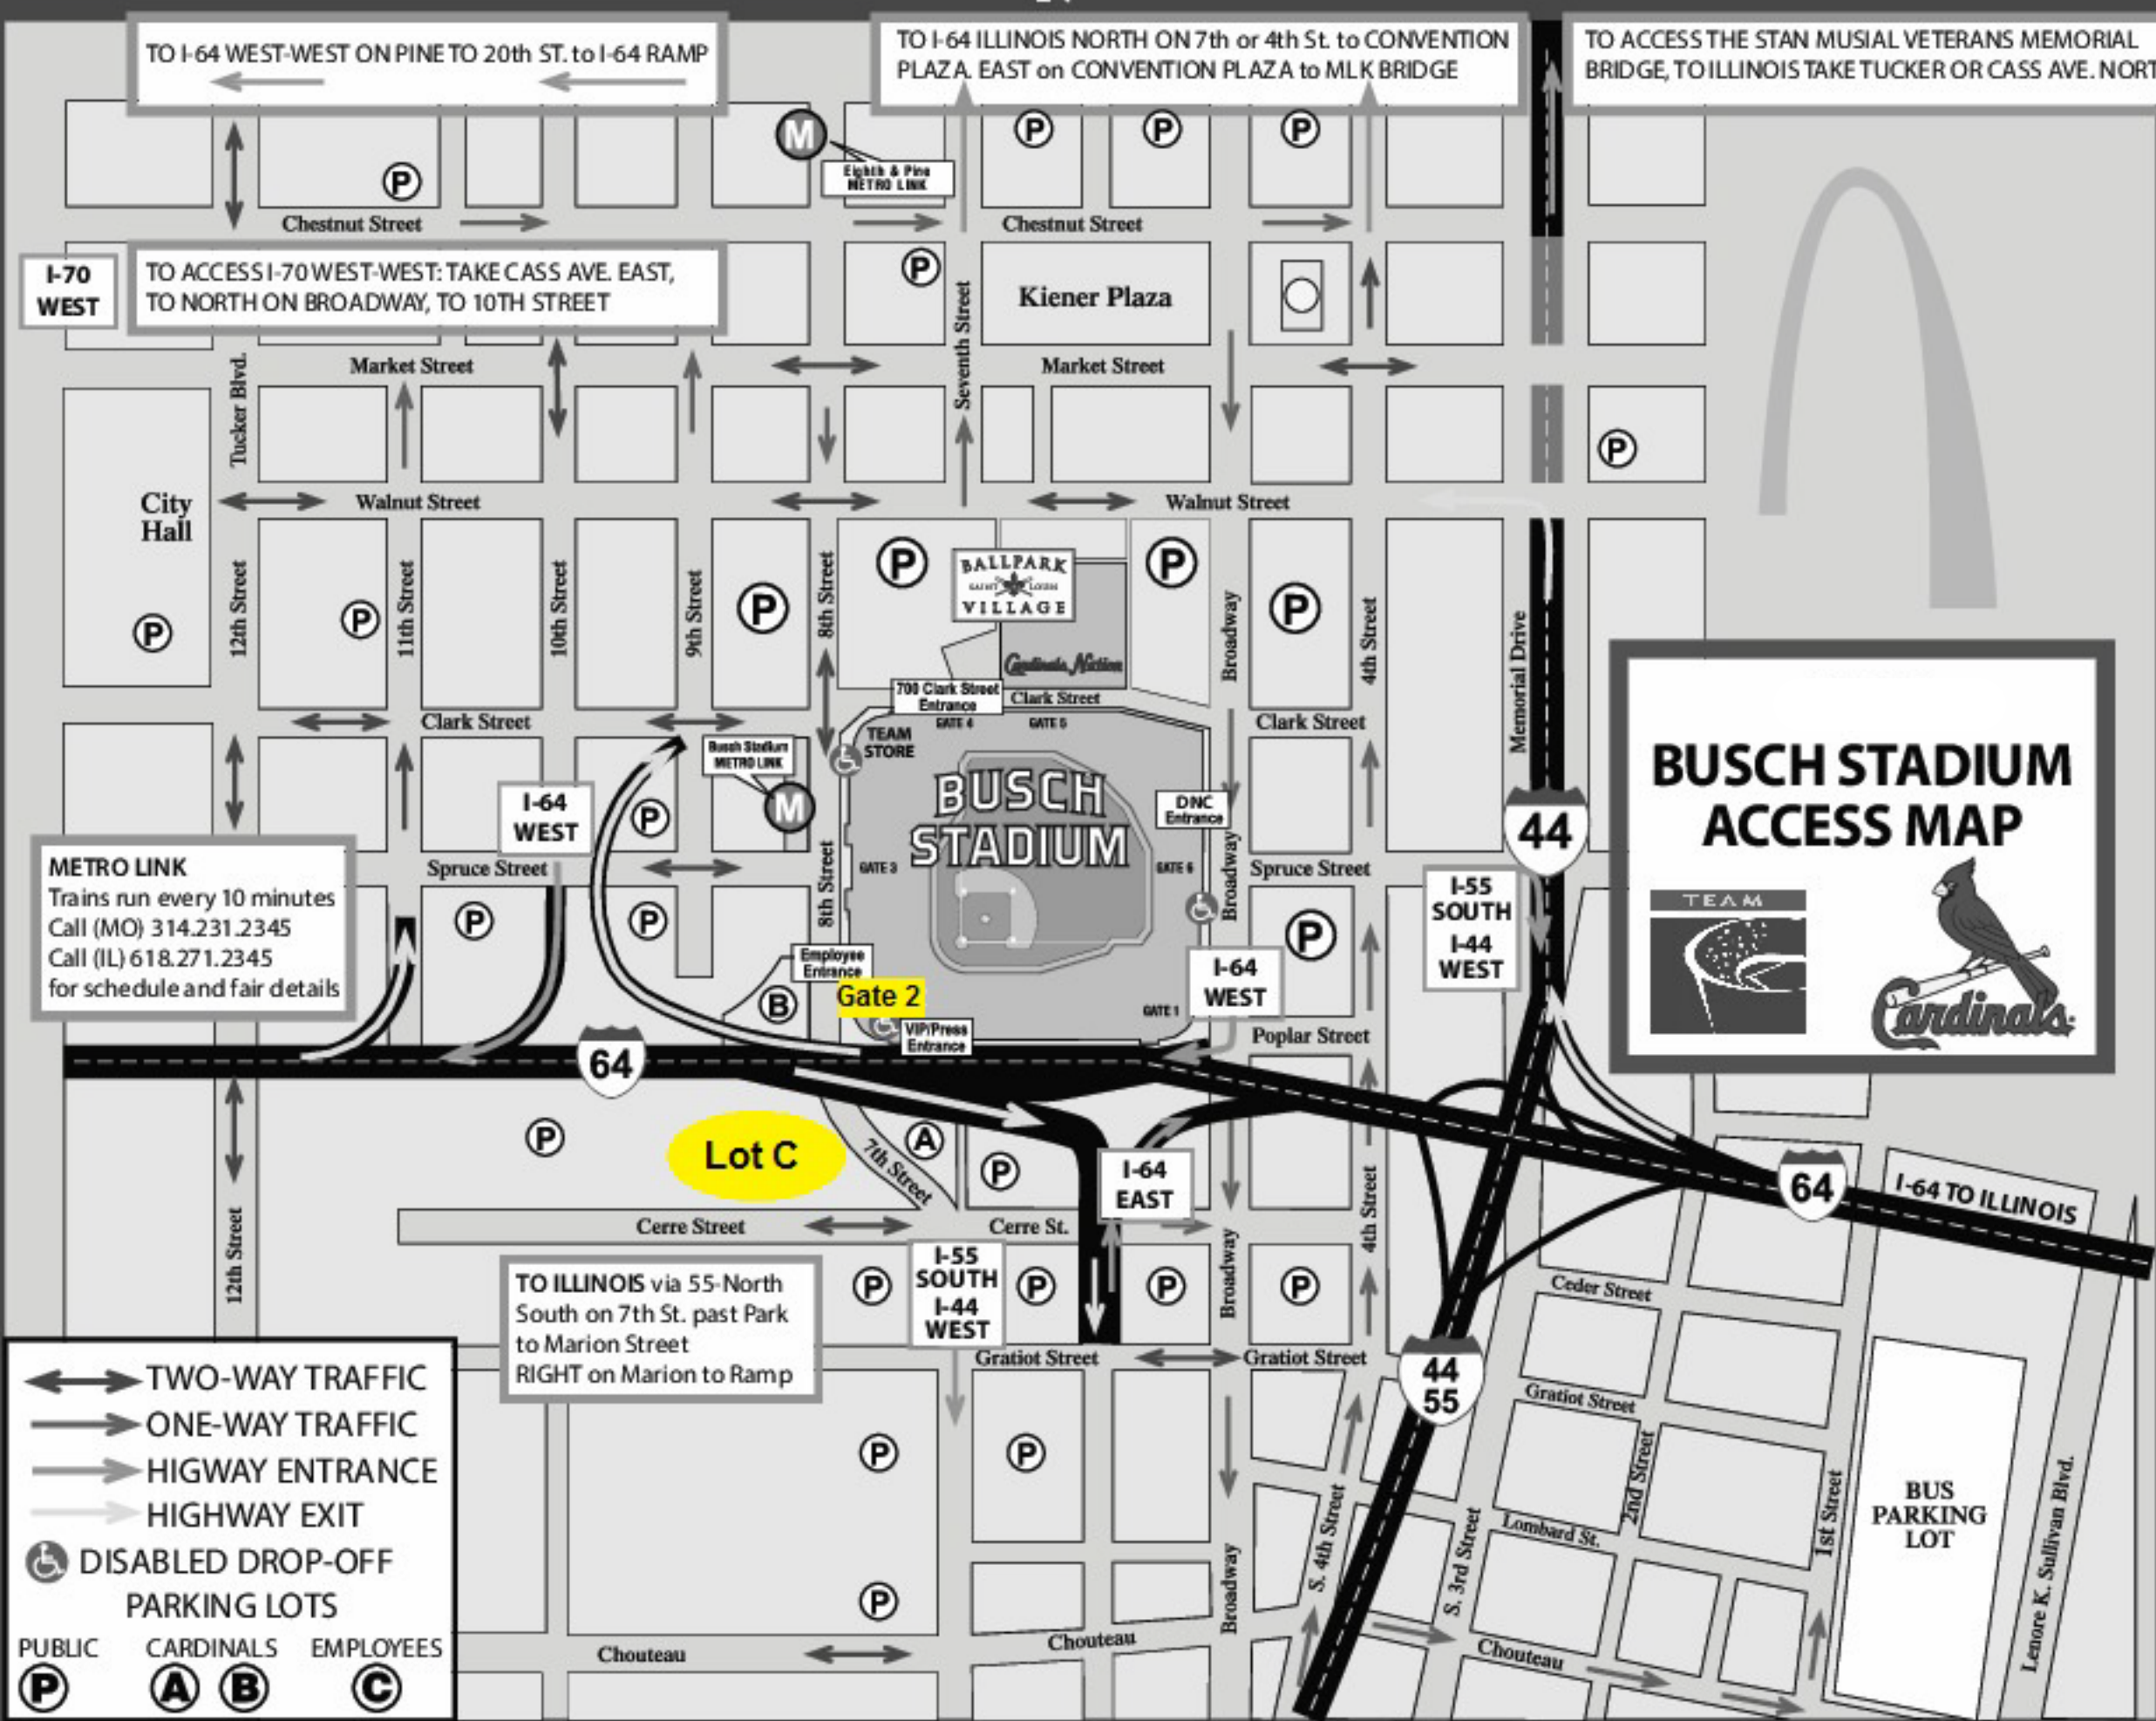 TO I-64 WEST-WEST ON PINE TO 20th ST. to I-64 RAMP
TO I-64 ILLINOIS NORTH ON 7th or 4th St. to CONVENTION
PLAZA. EAST on CONVENTION PLAZA to MLK BRIDGE
TO ACCESS THE STAN MUSIAL VETERANS MEMORIAL
BRIDGE, TO ILLINOIS TAKE TUCKER OR CASS AVE. NORT
P
P
P
M
P
Eighth & Pine
METRO LINK
Chestnut Street
Chestnut Street
I-70
WEST
TO ACCESS I-70 WEST-WEST: TAKE CASS AVE. EAST,
TO NORTH ON BROADWAY, TO 10TH STREET
P
Seventh Street
Kiener Plaza
Tucker Blvd.
Market Street
Market Street
P
City
Hall
Walnut Street
Walnut Street
P
12th Street
P
11th Street
10th Street
9th Street
P
8th Street
P
BALLPARK
SAINT LOUIS
VILLAGE
P
Broadway
P
4th Street
Memorial Drive
Cardinals Nation
700 Clark Street
Entrance
Clark Street
Clark Street
Clark Street
GATE 4
GATE 5
TEAM
STORE
Busch Stadium
METRO LINK
M
BUSCH
STADIUM
DNC
Entrance
BUSCH STADIUM
ACCESS MAP
TEAM
Cardinals
44
I-64
WEST
P
METRO LINK
Trains run every 10 minutes
Call (MO) 314.231.2345
Call (IL) 618.271.2345
for schedule and fair details
Spruce Street
8th Street
GATE 3
GATE 6
Broadway
Spruce Street
I-55
SOUTH
I-44
WEST
P
P
P
Employee
Entrance
B
Gate 2
VIP/Press
Entrance
GATE 1
I-64
WEST
Poplar Street
64
P
Lot C
7th Street
A
P
I-64
EAST
4th Street
64
I-64 TO ILLINOIS
12th Street
Cerre Street
Cerre St.
Broadway
TO ILLINOIS via 55-North
South on 7th St. past Park
to Marion Street
RIGHT on Marion to Ramp
P
I-55
SOUTH
I-44
WEST
P
P
P
Ceder Street
Gratiot Street
Gratiot Street
44
55
Gratiot Street
P
P
2nd Street
S. 4th Street
S. 3rd Street
Lombard St.
1st Street
BUS
PARKING
LOT
Lenore K. Sullivan Blvd.
P
Broadway
Chouteau
Chouteau
Chouteau
TWO-WAY TRAFFIC
ONE-WAY TRAFFIC
HIGWAY ENTRANCE
HIGHWAY EXIT
DISABLED DROP-OFF
PARKING LOTS
PUBLIC CARDINALS EMPLOYEES
P A B C